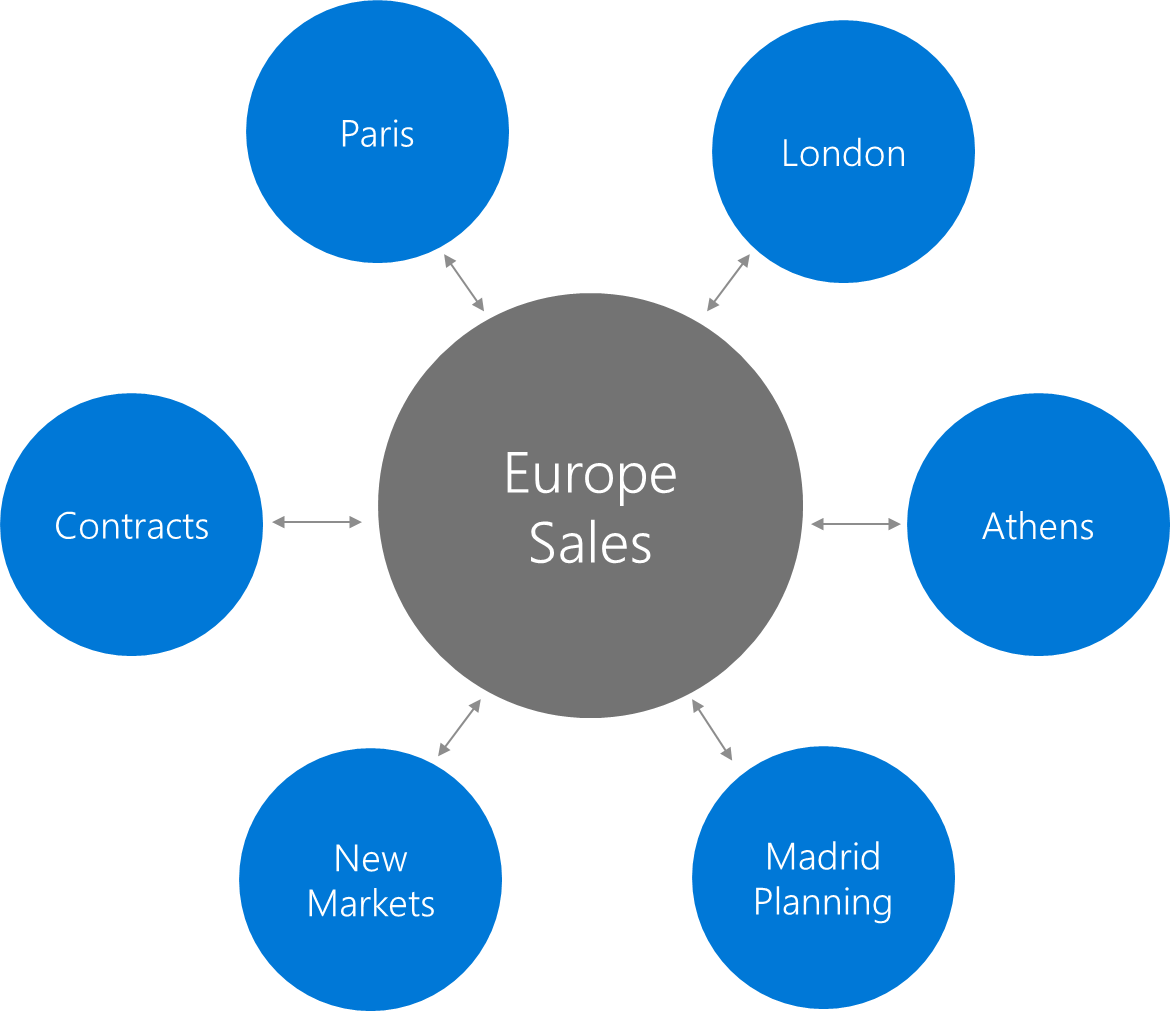 Paris
London
Europe
Sales
Contracts
Athens
New
Markets
Madrid
Planning